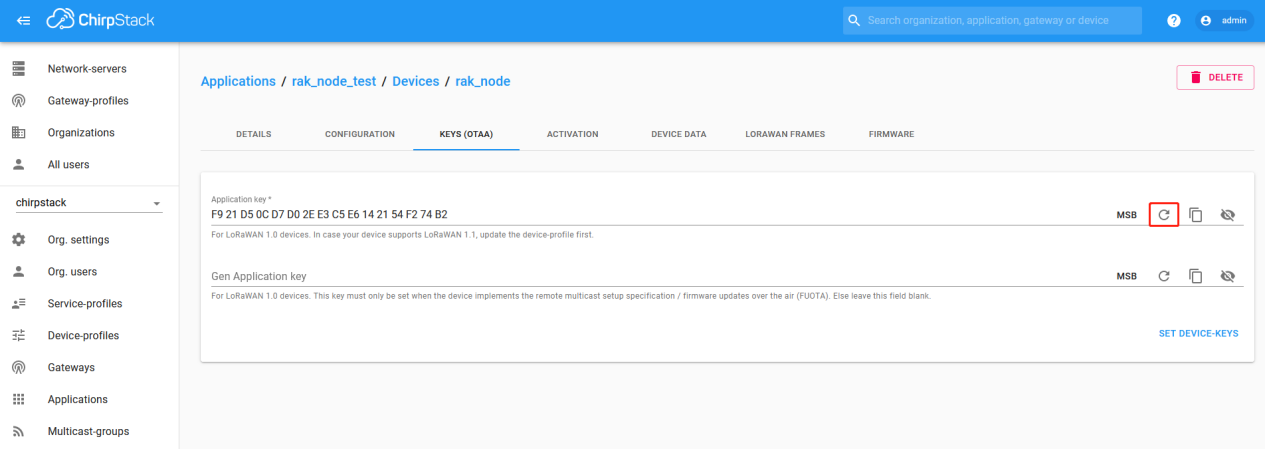 ChirpStack
Search organization, application, gateway or device
? admin
Network-servers
Gateway-profiles
Organizations
All users
chirpstack
Org. settings
Org. users
Service-profiles
Device-profiles
Gateways
Applications
Multicast-groups
Applications / rak_node_test / Devices / rak_node
DELETE
DETAILS CONFIGURATION KEYS (OTAA) ACTIVATION DEVICE DATA LORAWAN FRAMES FIRMWARE
Application key *
F9 21 D5 0C D7 D0 2E E3 C5 E6 14 21 54 F2 74 B2 MSB
For LoRaWAN 1.0 devices. In case your device supports LoRaWAN 1.1, update the device-profile first.
Gen Application key MSB
For LoRaWAN 1.0 devices. This key must only be set when the device implements the remote multicast setup specification / firmware updates over the air (FUOTA). Else leave this field blank.
SET DEVICE-KEYS